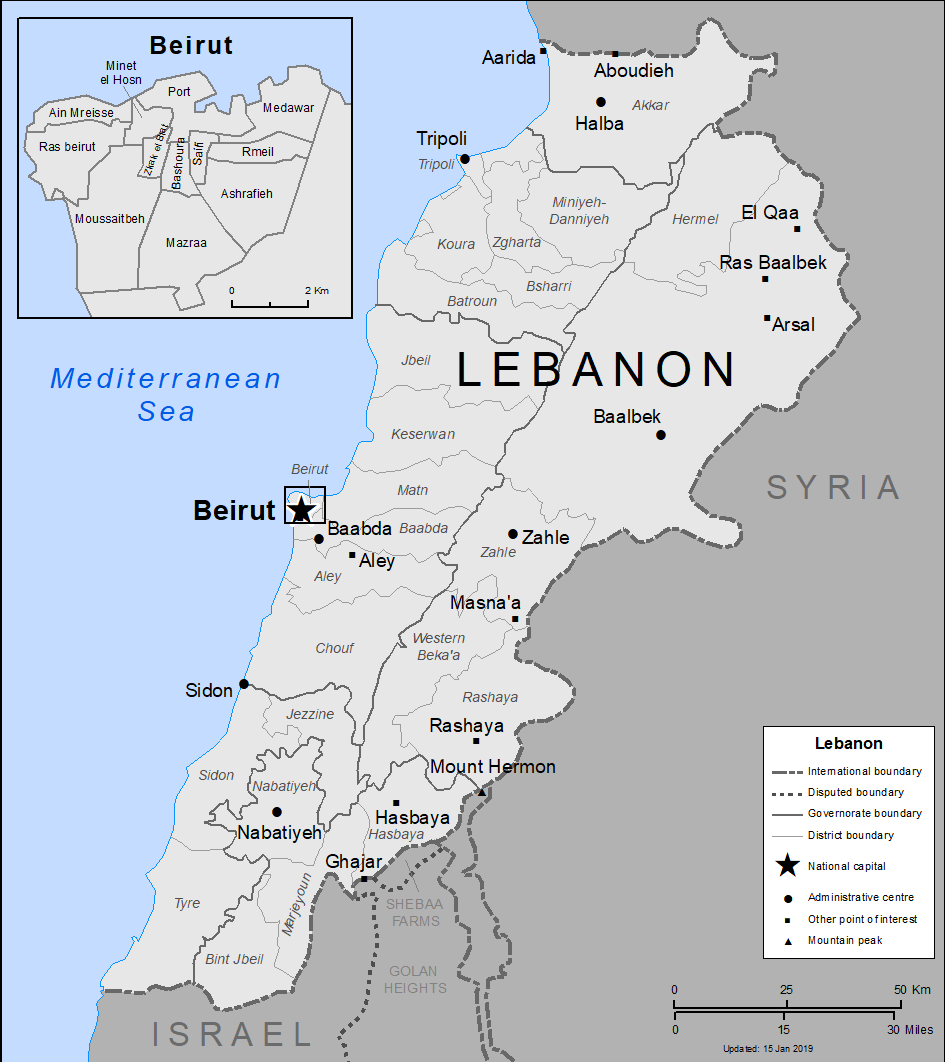 Beirut
Minet
el Hosn
Port
Ain Mreisse
Medawar
Ras beirut
Zkak el Blat
Bashoura
Saifi
Rmeil
Ashrafieh
Moussaitbeh
Mazraa
0
2 Km
Aarida
Aboudieh
Akkar
Halba
Tripoli
Tripoli
Miniyeh-
Danniyeh
Hermel
El Qaa
Koura
Zgharta
Ras Baalbek
Bsharri
Batroun
Arsal
Jbeil
LEBANON
Mediterranean
Sea
Baalbek
Keserwan
Beirut
Matn
SYRIA
Beirut
Baabda
Baabda
Zahle
Zahle
Aley
Aley
Masna'a
Western
Beka'a
Chouf
Sidon
Rashaya
Jezzine
Rashaya
Mount Hermon
Sidon
Nabatiyeh
Hasbaya
Nabatiyeh
Hasbaya
Ghajar
Marjeyoun
Tyre
SHEBAA
FARMS
Bint Jbeil
GOLAN
HEIGHTS
ISRAEL
Lebanon
International boundary
Disputed boundary
Governorate boundary
District boundary
National capital
Administrative centre
Other point of interest
Mountain peak
0 25 50 Km
0 15 30 Miles
Updated: 15 Jan 2019